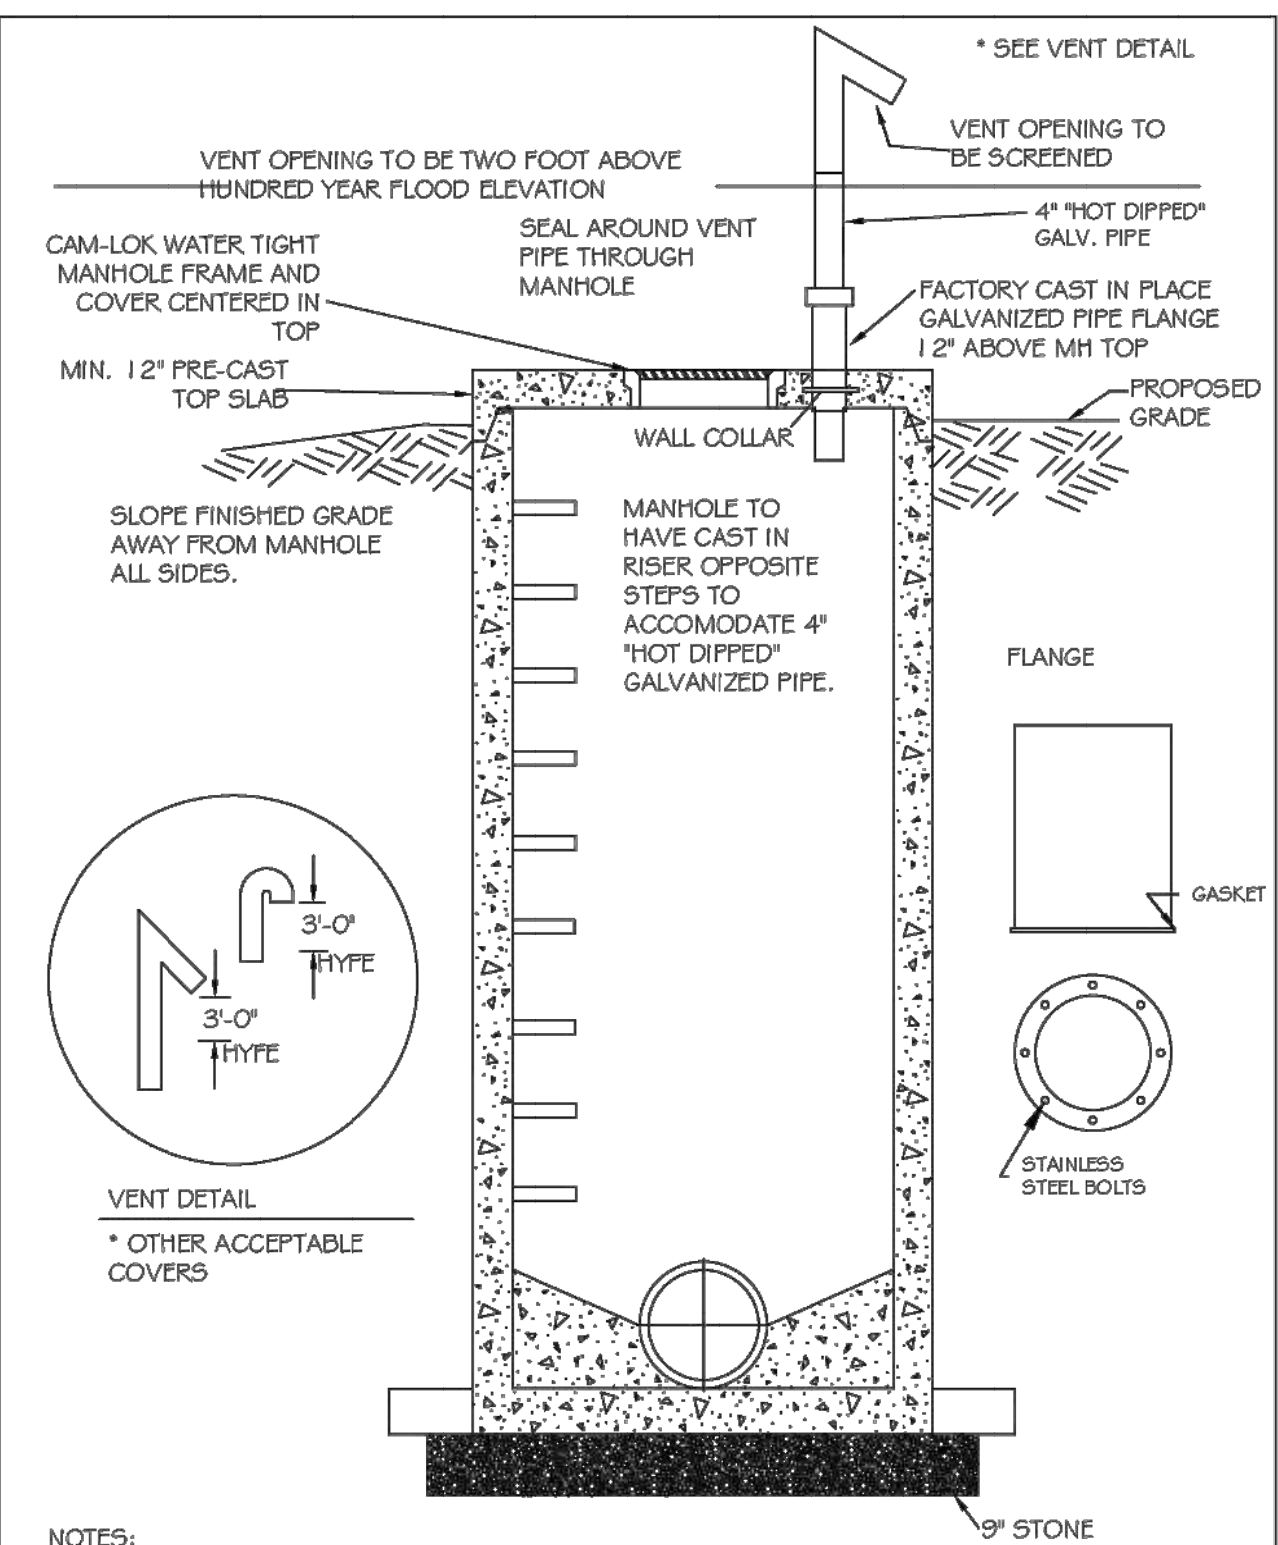 * SEE VENT DETAIL
VENT OPENING TO
BE SCREENED
VENT OPENING TO BE TWO FOOT ABOVE
HUNDRED YEAR FLOOD ELEVATION
4" "HOT DIPPED"
GALV. PIPE
SEAL AROUND VENT
PIPE THROUGH
MANHOLE
CAM-LOK WATER TIGHT
MANHOLE FRAME AND
COVER CENTERED IN
TOP
FACTORY CAST IN PLACE
GALVANIZED PIPE FLANGE
12" ABOVE MH TOP
MIN. 12" PRE-CAST
TOP SLAB
PROPOSED
GRADE
WALL COLLAR
SLOPE FINISHED GRADE
AWAY FROM MANHOLE
ALL SIDES.
MANHOLE TO
HAVE CAST IN
RISER OPPOSITE
STEPS TO
ACCOMODATE 4"
"HOT DIPPED"
GALVANIZED PIPE.
FLANGE
GASKET
3'-0"
HYFE
3'-0"
HYFE
STAINLESS
STEEL BOLTS
VENT DETAIL
* OTHER ACCEPTABLE
COVERS
9" STONE
NOTES: